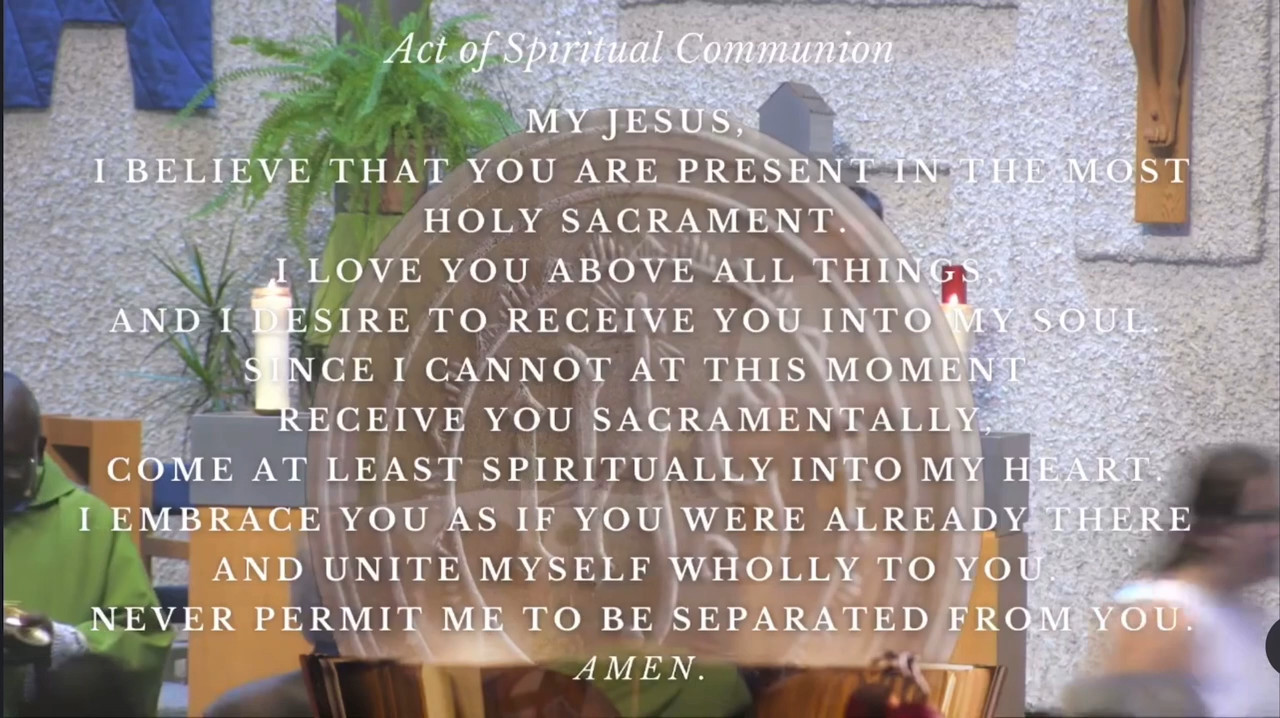 Act of Spiritual Communion
MY JESUS,
I BELIEVE THAT YOU ARE PRESENT IN THE MOST
HOLY SACRAMENT.
I LOVE YOU ABOVE ALL THINGS,
AND I DESIRE TO RECEIVE YOU INTO MY SOUL.
SINCE I CANNOT AT THIS MOMENT
RECEIVE YOU SACRAMENTALLY,
COME AT LEAST SPIRITUALLY INTO MY HEART.
I EMBRACE YOU AS IF YOU WERE ALREADY THERE
AND UNITE MYSELF WHOLLY TO YOU.
NEVER PERMIT ME TO BE SEPARATED FROM YOU.
AMEN.